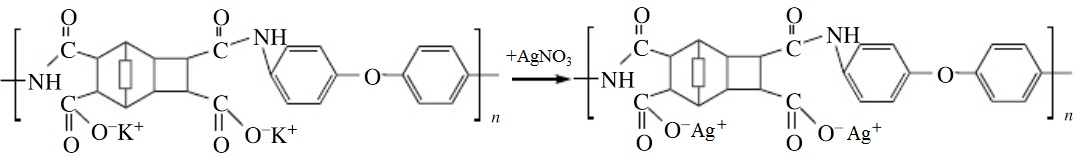 O O O O
C C NH C C NH
NH O +AgNO₃ NH O
C C n C C n
O⁻K⁺ O⁻K⁺ O⁻Ag⁺ O⁻Ag⁺
O O O O